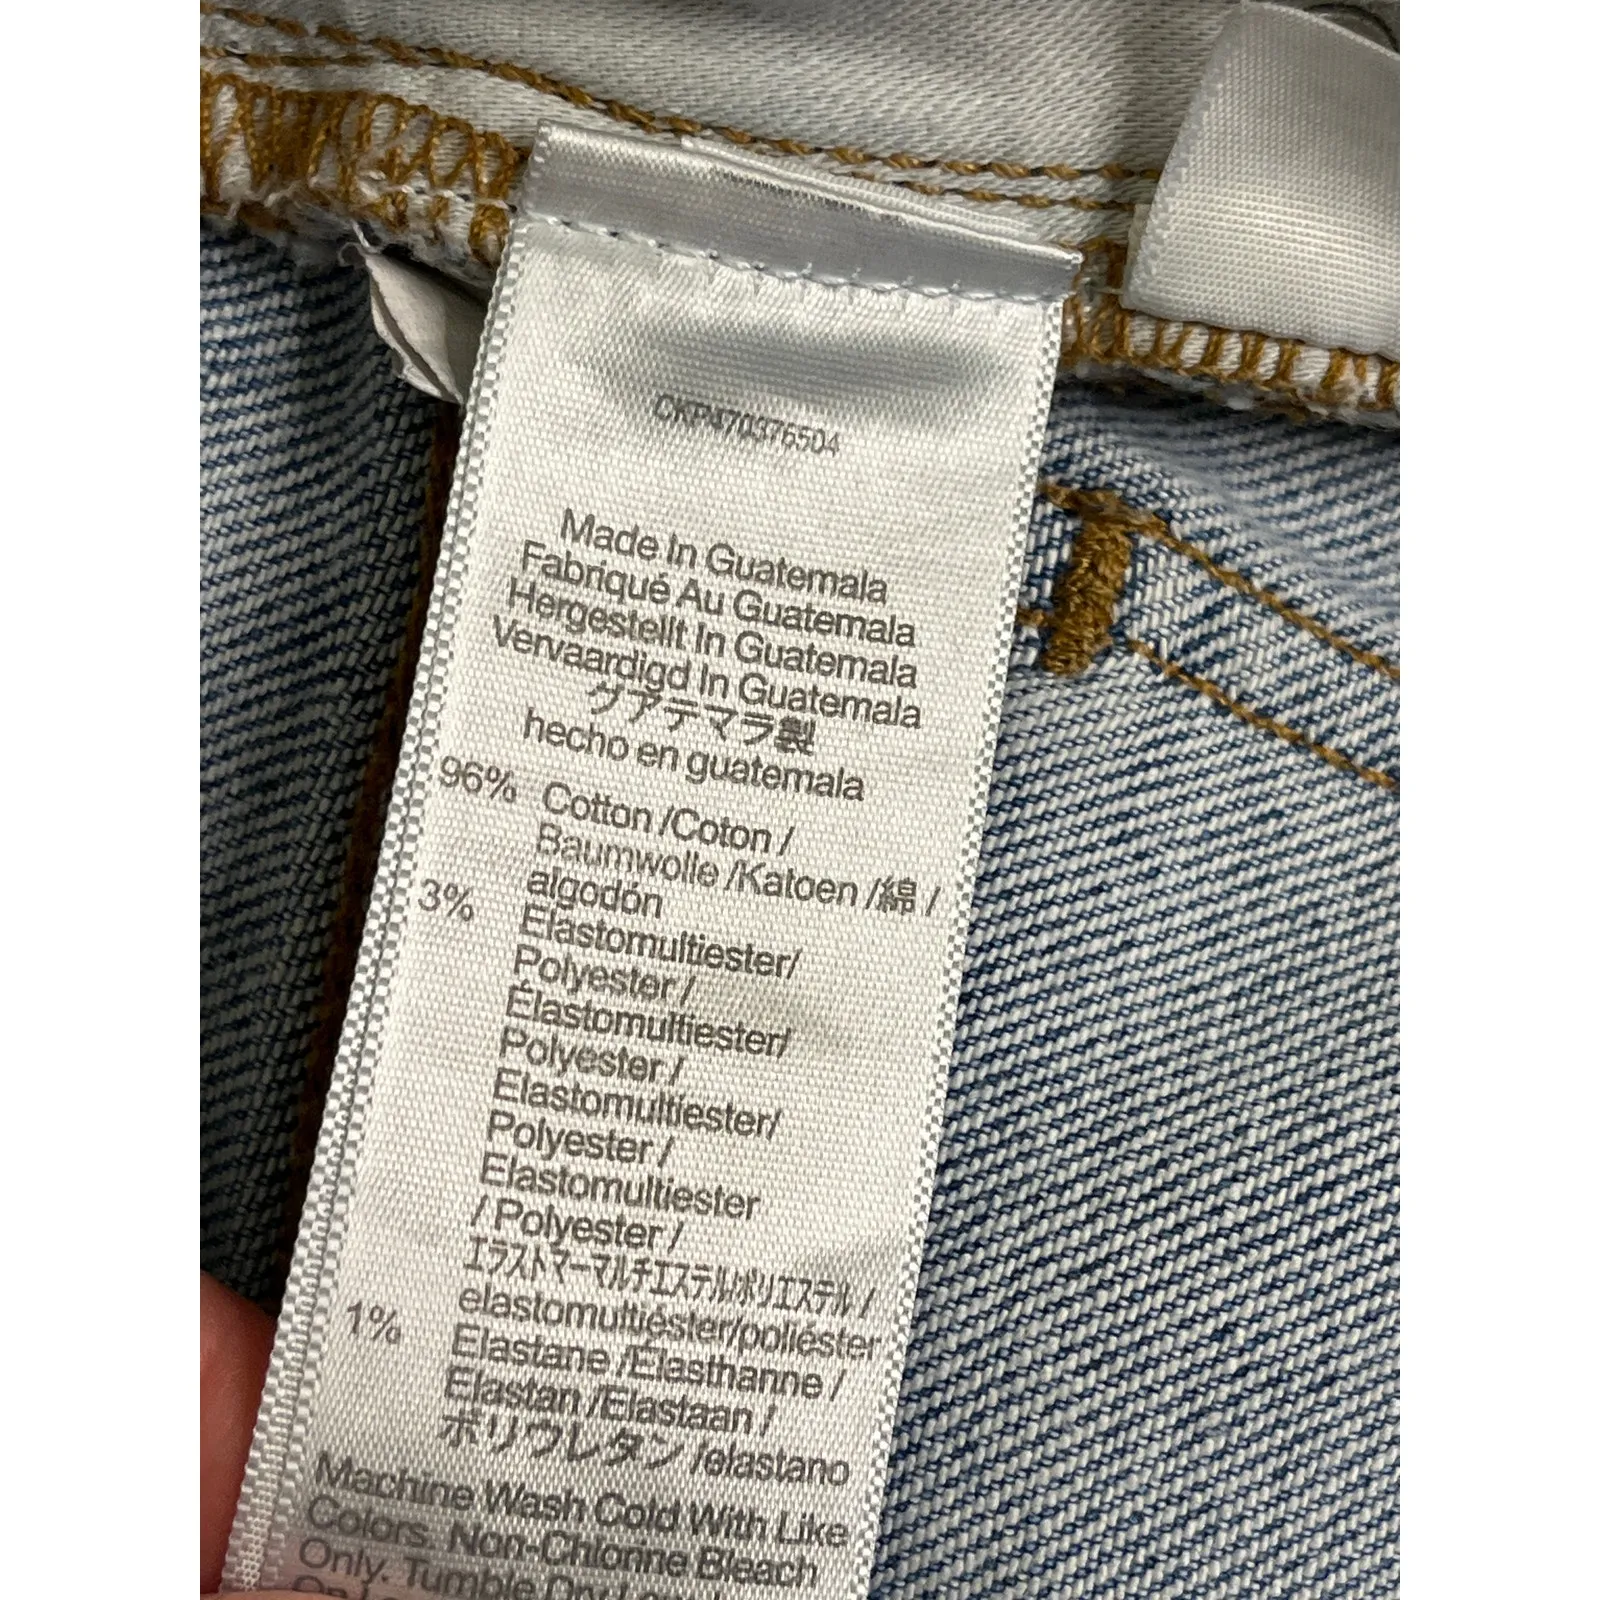 CKP470376504
Made In Guatemala
Fabriqué Au Guatemala
Hergestellt In Guatemala
Vervaardigd In Guatemala
グアテマラ製
hecho en guatemala
96% Cotton /Coton /
Baumwolle /Katoen /綿 /
algodón
3% Elastomultiester/
Polyester /
Élastomultiester/
Polyester /
Elastomultiester/
Polyester /
Elastomultiester
/ Polyester /
エラストマーマルチエステル/ポリエステル /
elastomultiéster/poliéster
1% Elastane /Élasthanne /
Elastan /Elastaan /
ポリウレタン /elastano
Machine Wash Cold With Like
Colors. Non-Chlorine Bleach
Only. Tumble Dry